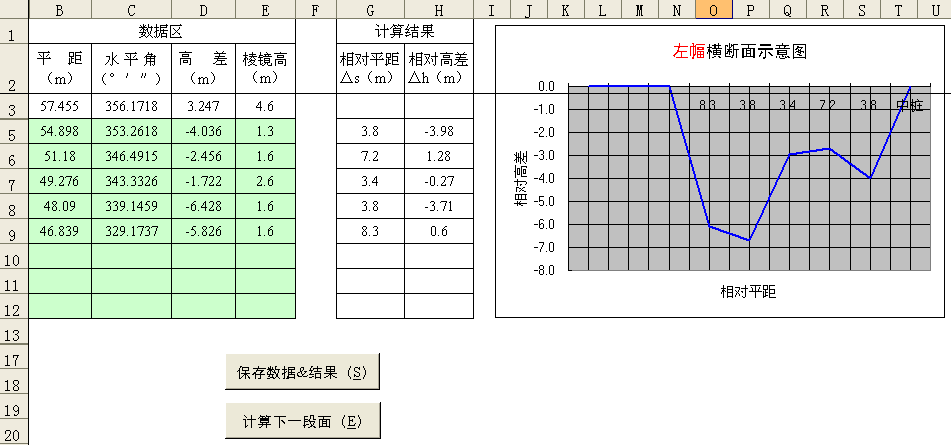 B C D E F G H I J K L M N O P Q R S T U
1 数据区 计算结果
2 平 距 (m) 水平角 (° ′ ″) 高 差 (m) 棱镜高 (m) 相对平距 △s (m) 相对高差 △h (m)
3 57.455 356.1718 3.247 4.6
5 54.898 353.2618 -4.036 1.3 3.8 -3.98
6 51.18 346.4915 -2.456 1.6 7.2 1.28
7 49.276 343.3326 -1.722 2.6 3.4 -0.27
8 48.09 339.1459 -6.428 1.6 3.8 -3.71
9 46.839 329.1737 -5.826 1.6 8.3 0.6
10
11
12
13
17
18
19
20
左幅横断面示意图
0.0
-1.0
-2.0
-3.0
-4.0
-5.0
-6.0
-7.0
-8.0
8.3 3.8 3.4 7.2 3.8 中桩
相对高差
相对平距
保存数据&结果 (S)
计算下一段面 (E)